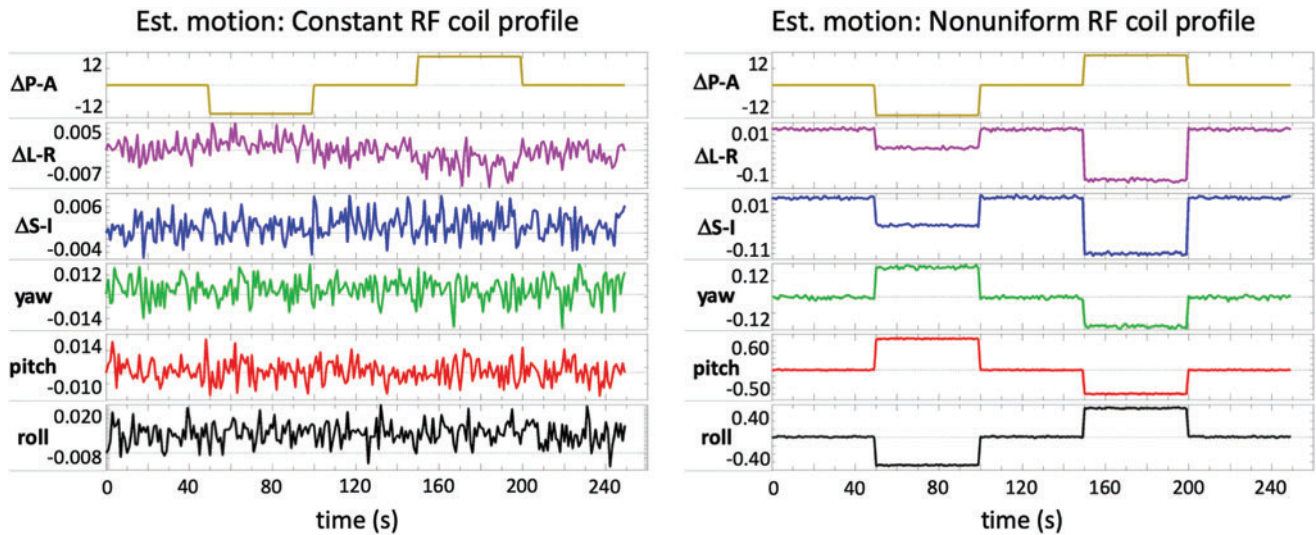 Est. motion: Constant RF coil profile
ΔP-A
12
-12
ΔL-R
0.005
-0.007
ΔS-I
0.006
-0.004
yaw
0.012
-0.014
pitch
0.014
-0.010
roll
0.020
-0.008
0 40 80 120 160 200 240
time (s)
Est. motion: Nonuniform RF coil profile
ΔP-A
12
-12
ΔL-R
0.01
-0.1
ΔS-I
0.01
-0.11
yaw
0.12
-0.12
pitch
0.60
-0.50
roll
0.40
-0.40
0 40 80 120 160 200 240
time (s)